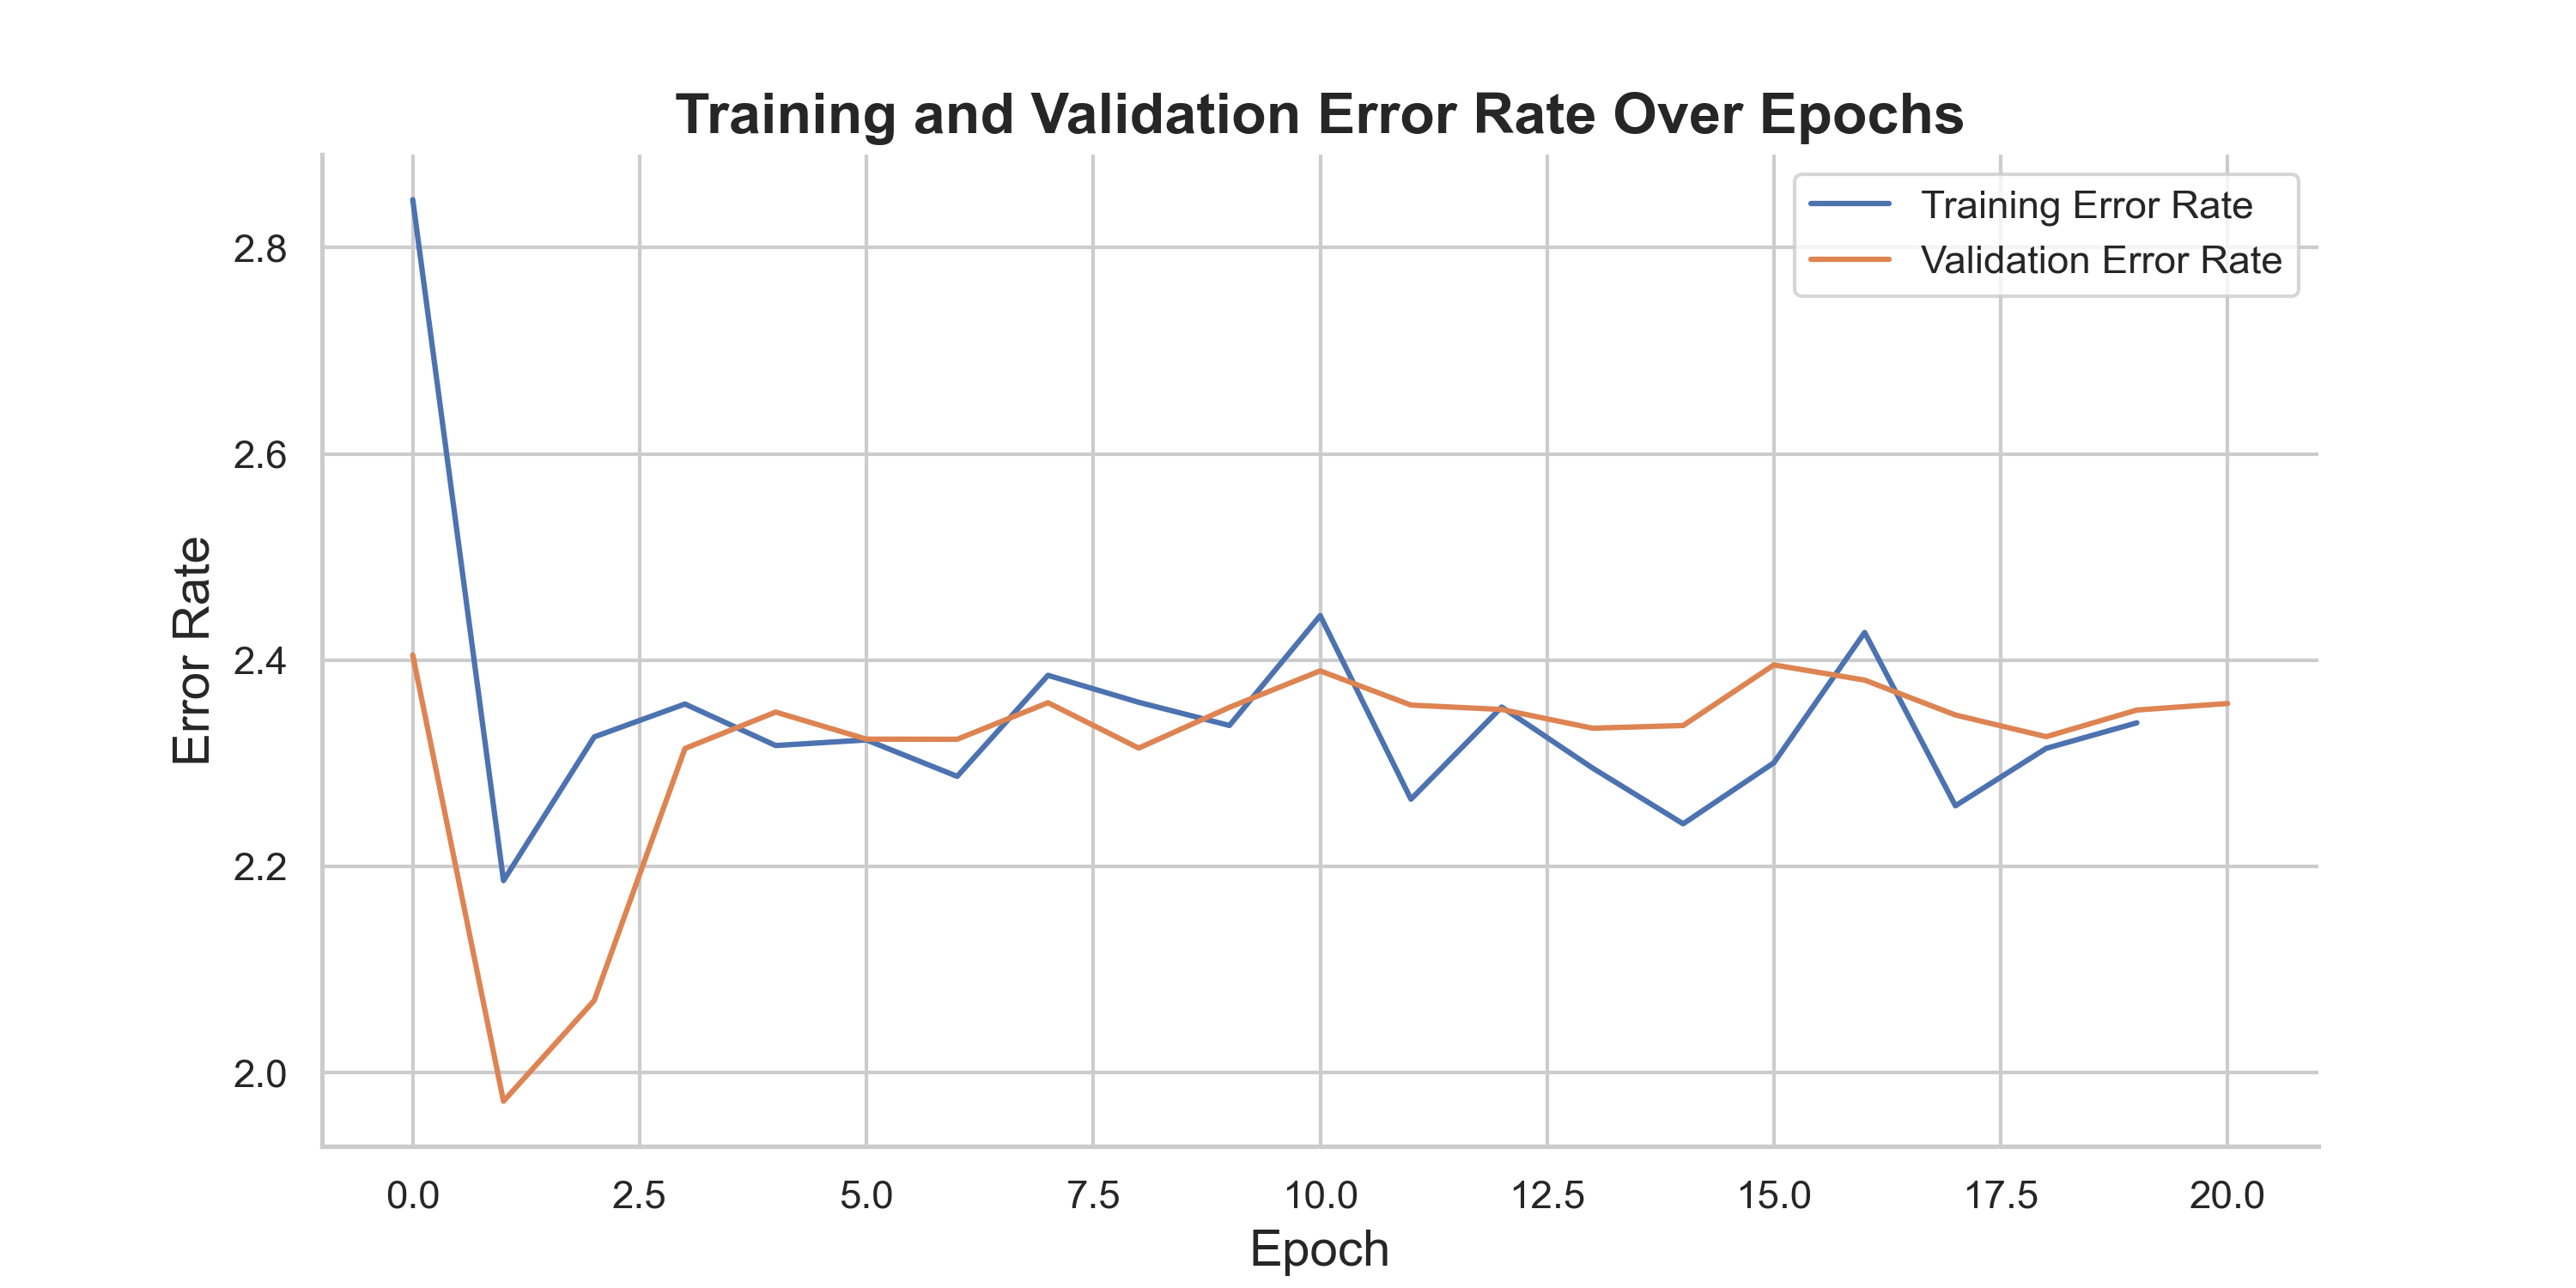 Training and Validation Error Rate Over Epochs
Training Error Rate
Validation Error Rate
Error Rate
2.8
2.6
2.4
2.2
2.0
0.0 2.5 5.0 7.5 10.0 12.5 15.0 17.5 20.0
Epoch